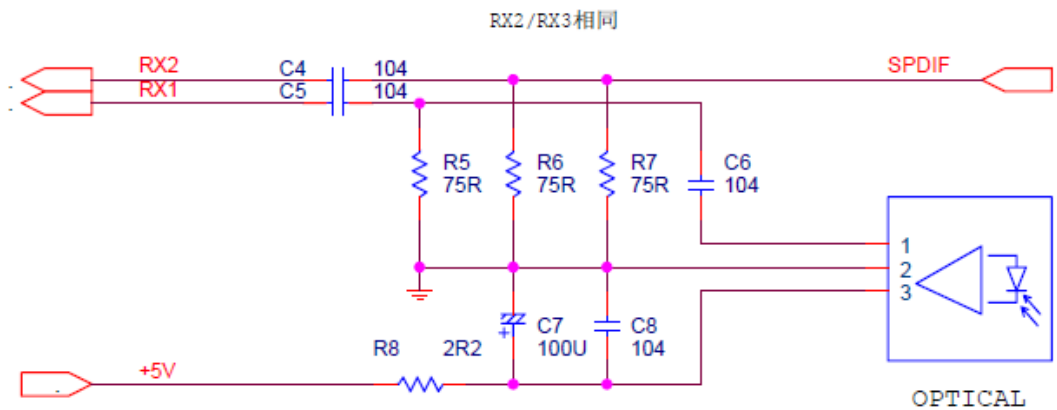 RX2/RX3相同
RX2 C4 104 SPDIF
RX1 C5 104
R5 R6 R7 C6
75R 75R 75R 104
1
2
3
+ C7 C8
R8 2R2 100U 104
+5V
OPTICAL